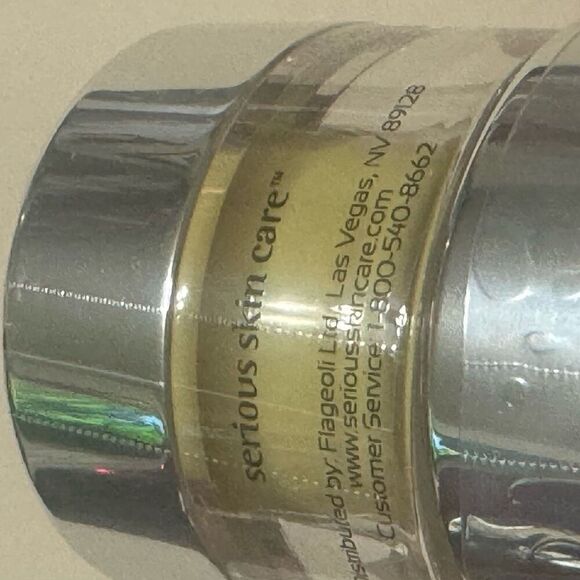 serious skin care™
Distributed by: Flageoli Ltd. Las Vegas, NV 89128
www.seriousskincare.com
Customer Service: 1-800-540-8662